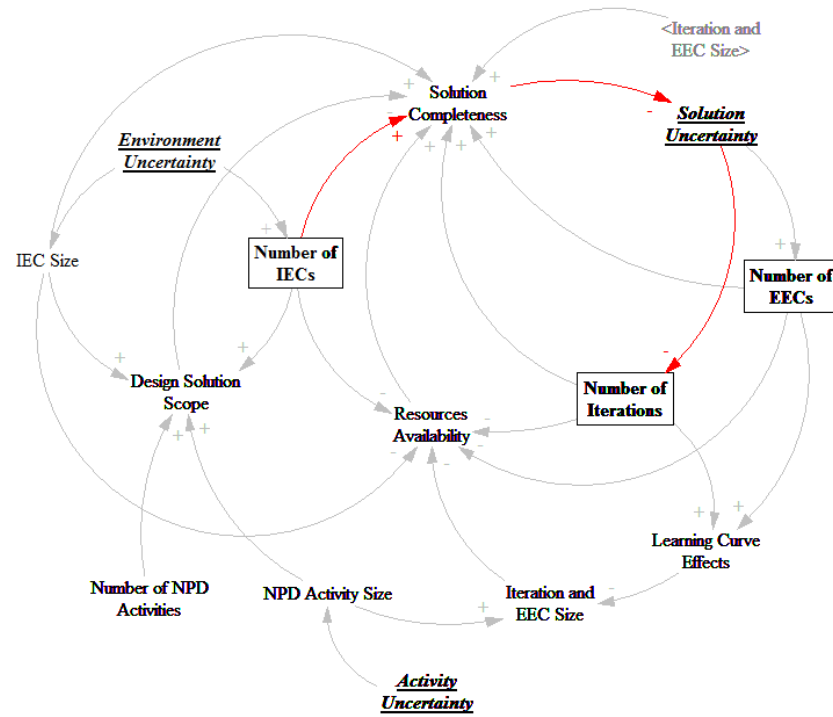 <Iteration and
EEC Size>
Solution
Completeness
Solution
Uncertainty
Environment
Uncertainty
IEC Size
Number of
IECs
Number of
EECs
Design Solution
Scope
Resources
Availability
Number of
Iterations
Learning Curve
Effects
Number of NPD
Activities
NPD Activity Size
Iteration and
EEC Size
Activity
Uncertainty